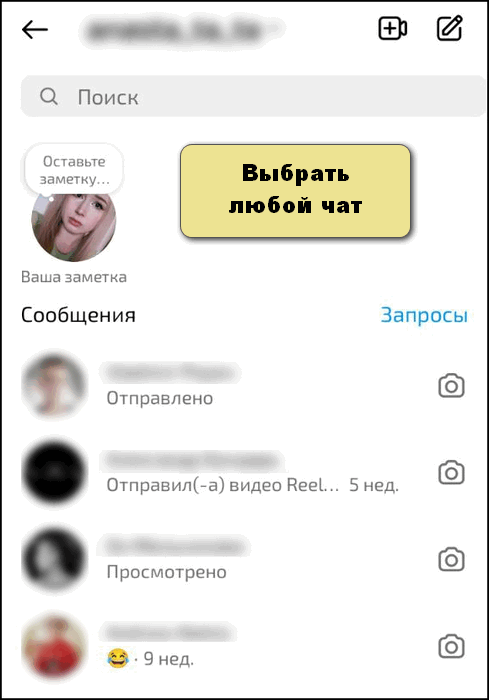 Поиск
Оставьте
заметку...
Выбрать
любой чат
Ваша заметка
Сообщения Запросы
Отправлено
Отправил(-а) видео Reel... 5 нед.
Просмотрено
😂 · 9 нед.